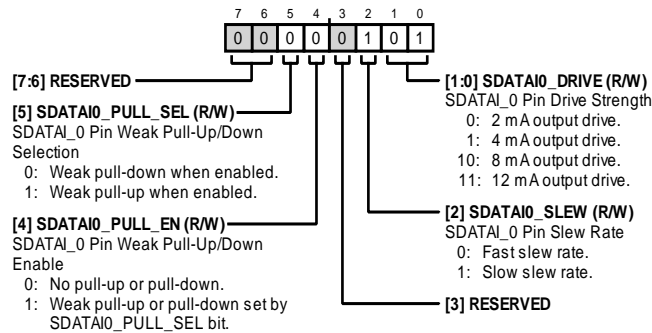 7 6 5 4 3 2 1 0
0 0 0 0 0 1 0 1
[7:6] RESERVED
[5] SDATAI0_PULL_SEL (R/W)
SDATAI_0 Pin Weak Pull-Up/Down
Selection
0: Weak pull-down when enabled.
1: Weak pull-up when enabled.
[4] SDATAI0_PULL_EN (R/W)
SDATAI_0 Pin Weak Pull-Up/Down
Enable
0: No pull-up or pull-down.
1: Weak pull-up or pull-down set by
SDATAI0_PULL_SEL bit.
[1:0] SDATAI0_DRIVE (R/W)
SDATAI_0 Pin Drive Strength
0: 2 mA output drive.
1: 4 mA output drive.
10: 8 mA output drive.
11: 12 mA output drive.
[2] SDATAI0_SLEW (R/W)
SDATAI_0 Pin Slew Rate
0: Fast slew rate.
1: Slow slew rate.
[3] RESERVED